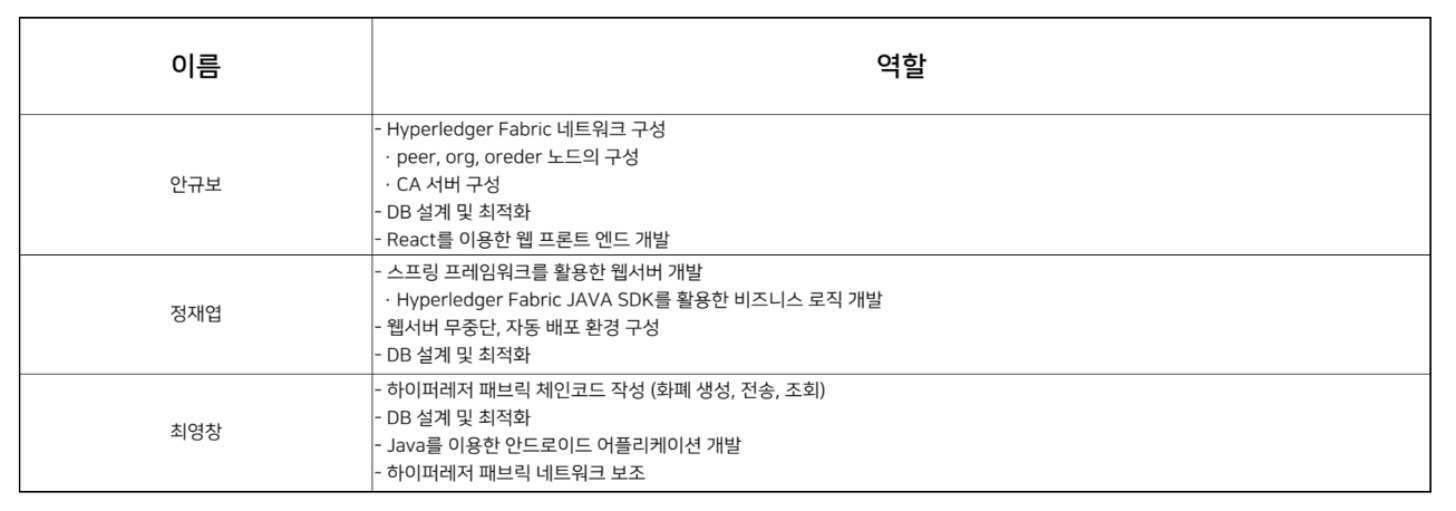 이름
역할
안규보
- Hyperledger Fabric 네트워크 구성
· peer, org, oreder 노드의 구성
· CA 서버 구성
- DB 설계 및 최적화
- React를 이용한 웹 프론트 엔드 개발
정재엽
- 스프링 프레임워크를 활용한 웹서버 개발
· Hyperledger Fabric JAVA SDK를 활용한 비즈니스 로직 개발
- 웹서버 무중단, 자동 배포 환경 구성
- DB 설계 및 최적화
최영창
- 하이퍼레저 패브릭 체인코드 작성 (화폐 생성, 전송, 조회)
- DB 설계 및 최적화
- Java를 이용한 안드로이드 어플리케이션 개발
- 하이퍼레저 패브릭 네트워크 보조